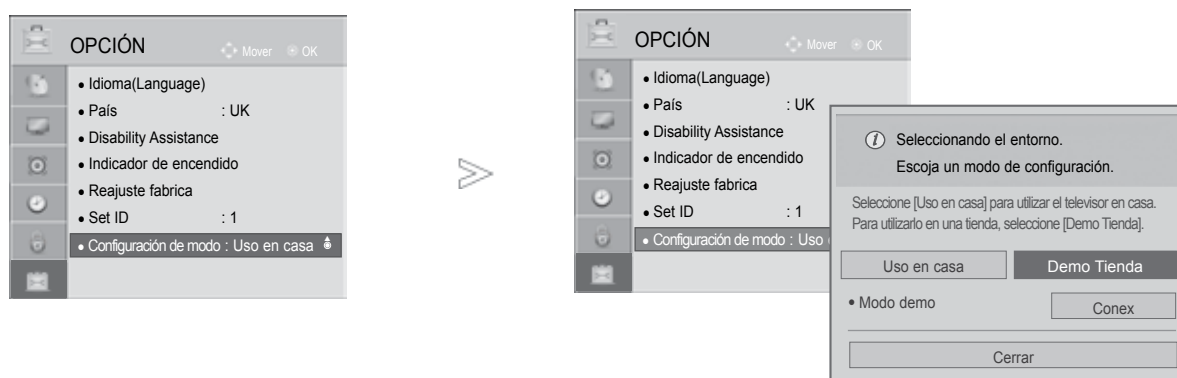 OPCIÓN Mover OK
• Idioma(Language)
• País : UK
• Disability Assistance
• Indicador de encendido
• Reajuste fabrica
• Set ID : 1
• Configuración de modo : Uso en casa
OPCIÓN Mover OK
• Idioma(Language)
• País : UK
• Disability Assistance
• Indicador de encendido
• Reajuste fabrica
• Set ID : 1
• Configuración de modo : Uso
i Seleccionando el entorno.
Escoja un modo de configuración.
Seleccione [Uso en casa] para utilizar el televisor en casa.
Para utilizarlo en una tienda, seleccione [Demo Tienda].
Uso en casa Demo Tienda
• Modo demo Conex
Cerrar